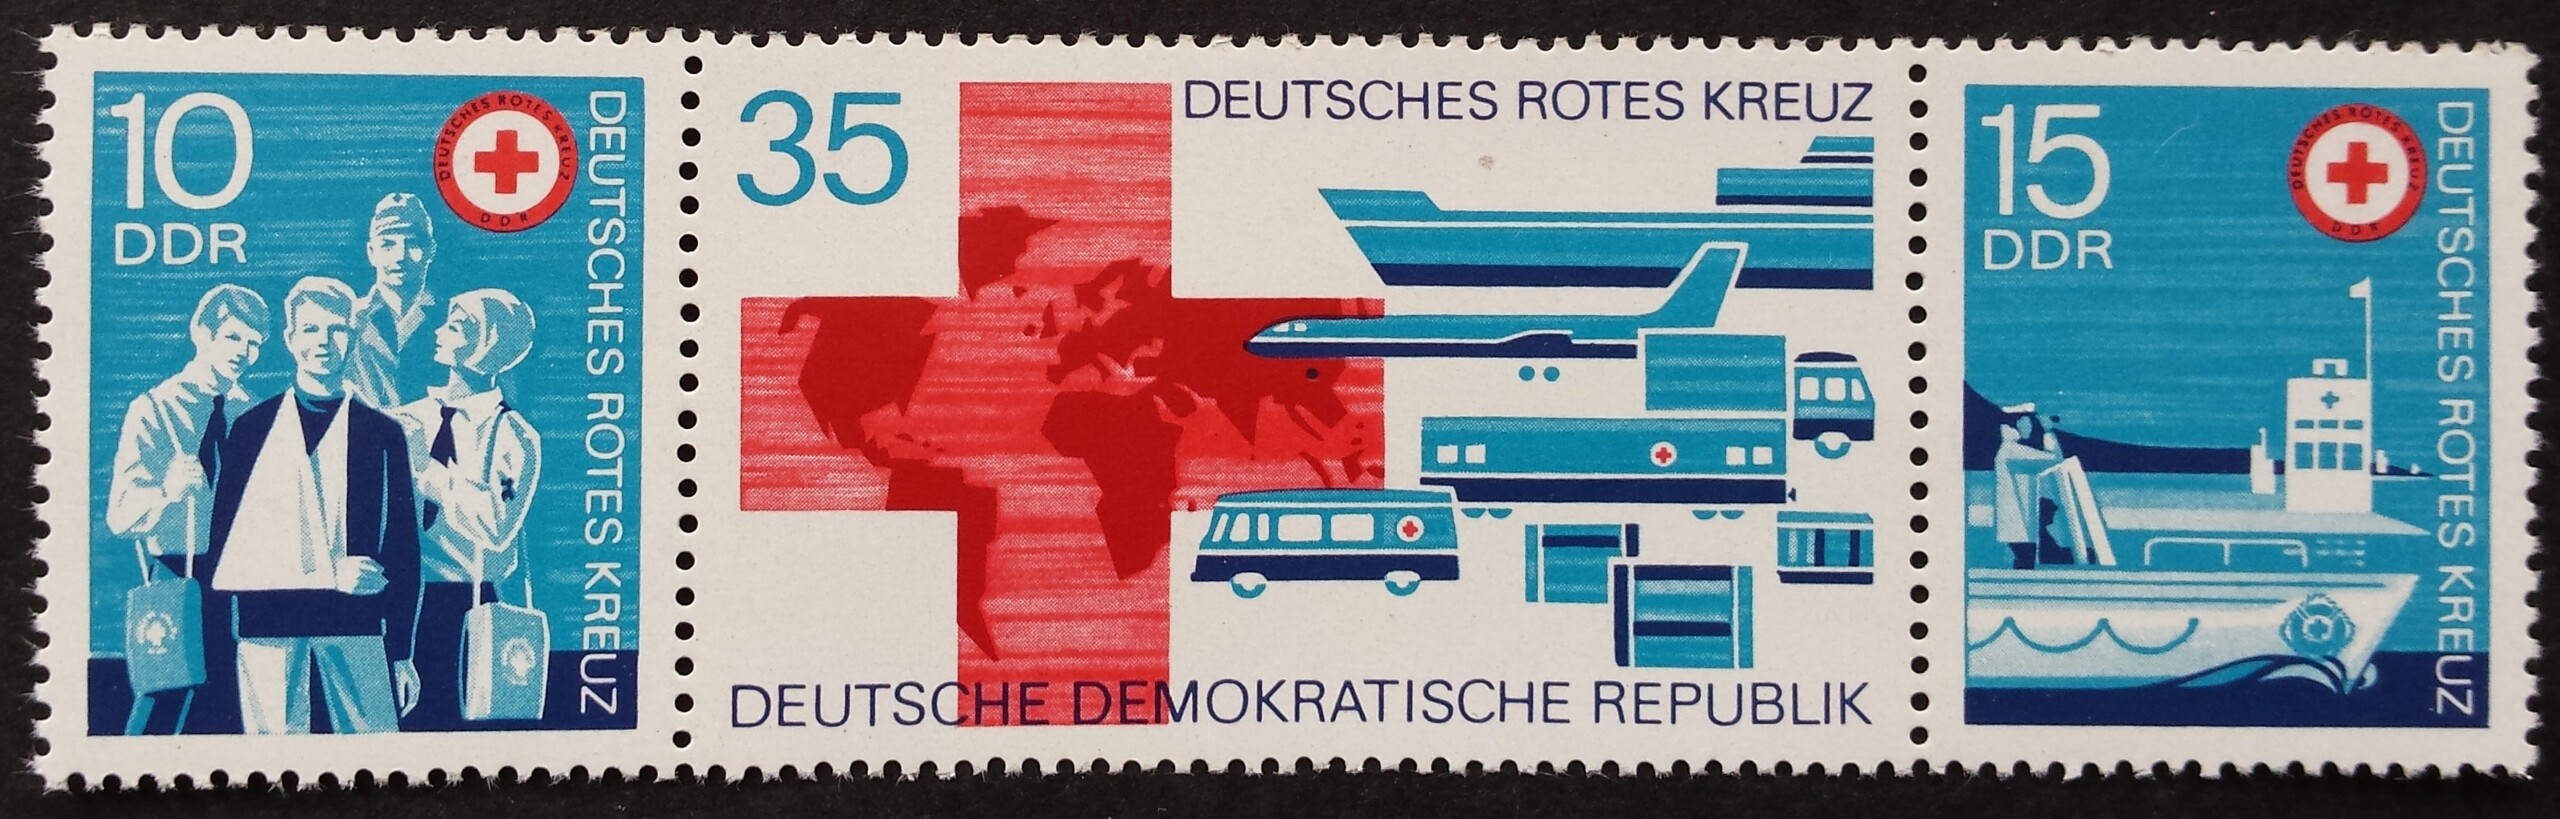 10
DDR
DEUTSCHES ROTES KREUZ
DDR
DEUTSCHES ROTES KREUZ
35
DEUTSCHES ROTES KREUZ
DEUTSCHE DEMOKRATISCHE REPUBLIK
15
DDR
DEUTSCHES ROTES KREUZ
DDR
DEUTSCHES ROTES KREUZ